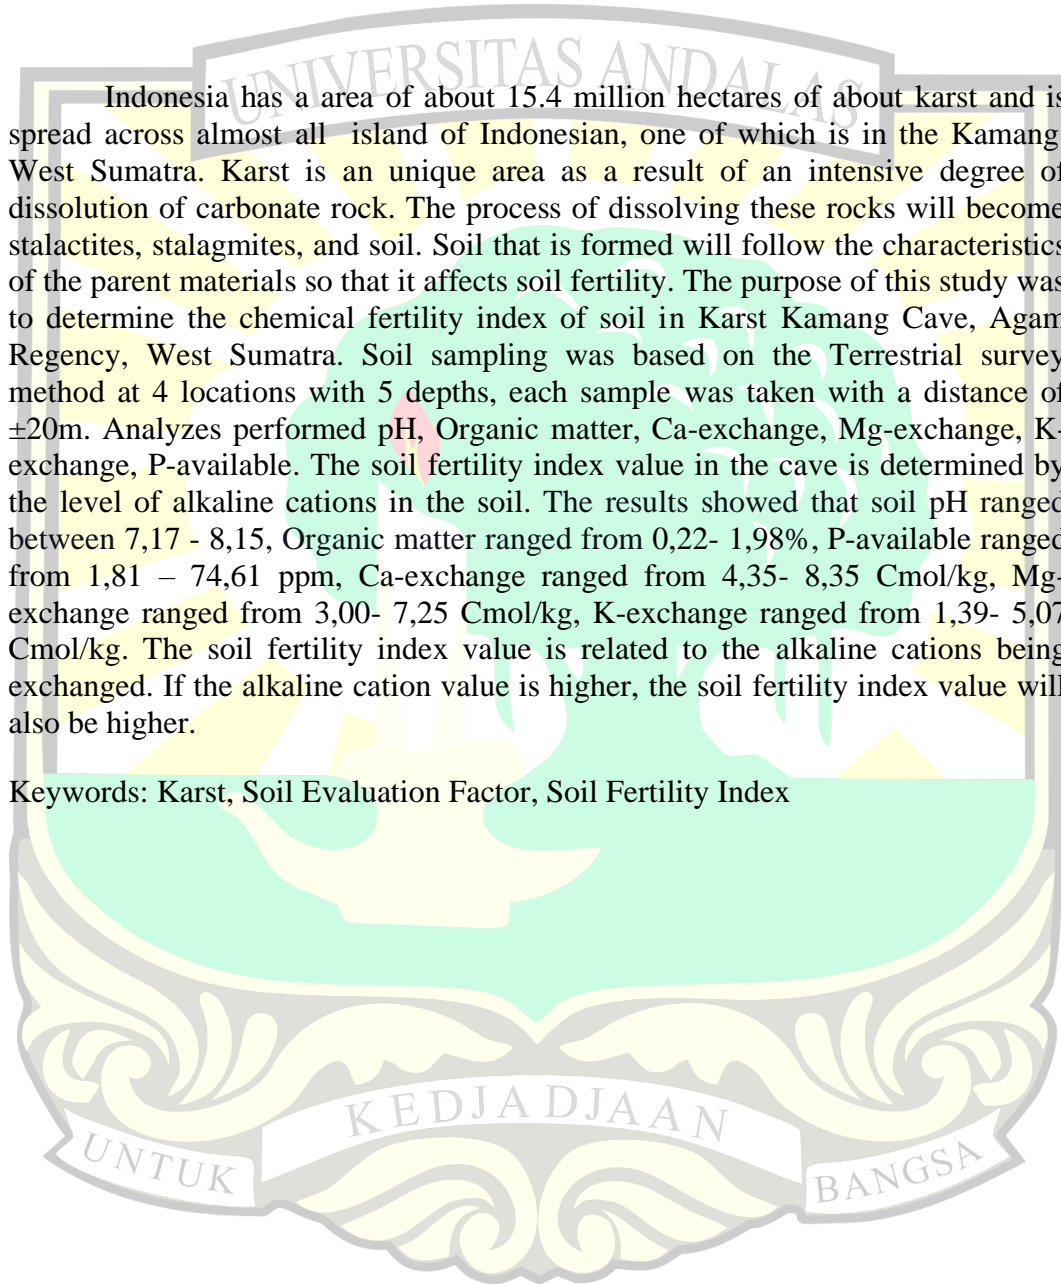 UNIVERSITAS ANDALAS
Indonesia has a area of about 15.4 million hectares of about karst and is
spread across almost all island of Indonesian, one of which is in the Kamang
West Sumatra. Karst is an unique area as a result of an intensive degree of
dissolution of carbonate rock. The process of dissolving these rocks will become
stalactites, stalagmites, and soil. Soil that is formed will follow the characteristics
of the parent materials so that it affects soil fertility. The purpose of this study was
to determine the chemical fertility index of soil in Karst Kamang Cave, Agam
Regency, West Sumatra. Soil sampling was based on the Terrestrial survey
method at 4 locations with 5 depths, each sample was taken with a distance of
±20m. Analyzes performed pH, Organic matter, Ca-exchange, Mg-exchange, K-
exchange, P-available. The soil fertility index value in the cave is determined by
the level of alkaline cations in the soil. The results showed that soil pH ranged
between 7,17 - 8,15, Organic matter ranged from 0,22- 1,98%, P-available ranged
from 1,81 – 74,61 ppm, Ca-exchange ranged from 4,35- 8,35 Cmol/kg, Mg-
exchange ranged from 3,00- 7,25 Cmol/kg, K-exchange ranged from 1,39- 5,07
Cmol/kg. The soil fertility index value is related to the alkaline cations being
exchanged. If the alkaline cation value is higher, the soil fertility index value will
also be higher.
Keywords: Karst, Soil Evaluation Factor, Soil Fertility Index
UNTUK KEDJADJAAN BANGSA